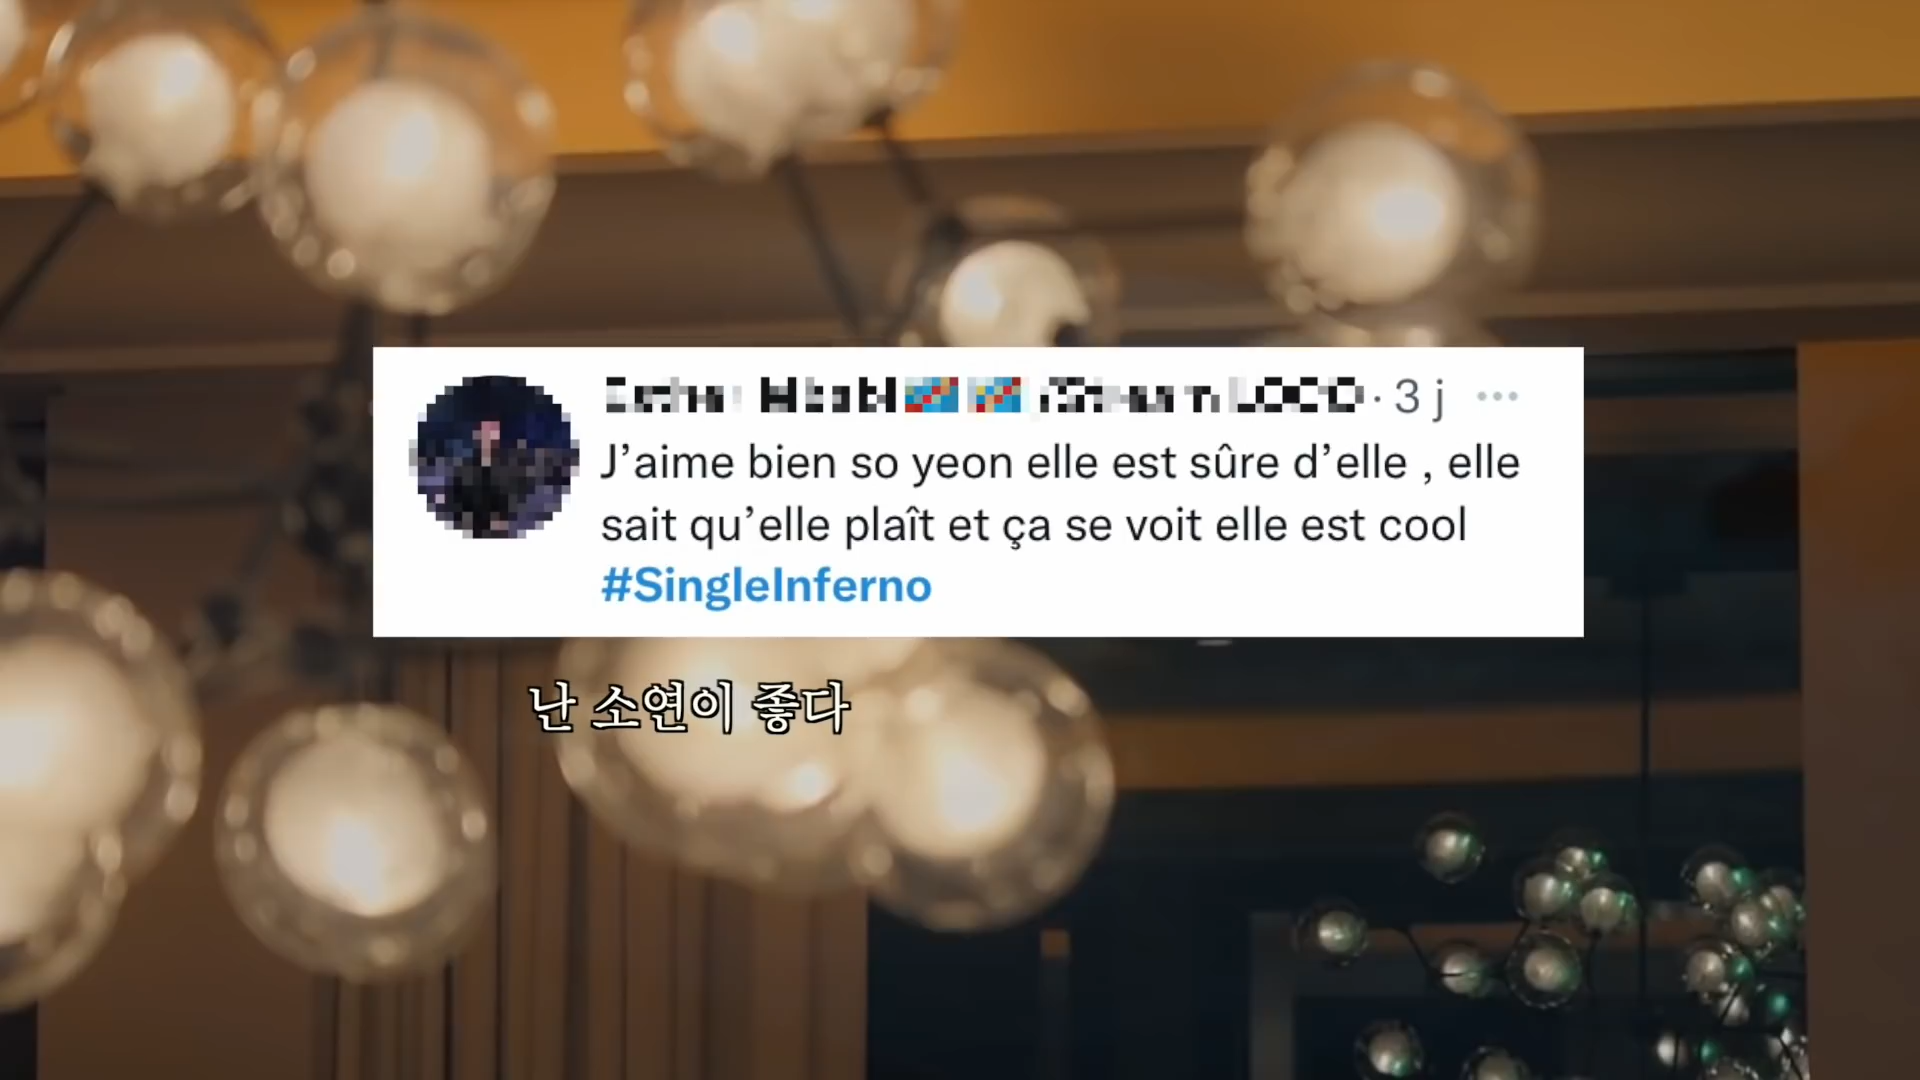 · 3 j ...
J’aime bien so yeon elle est sûre d’elle , elle
sait qu’elle plaît et ça se voit elle est cool
#SingleInferno
난 소연이 좋다